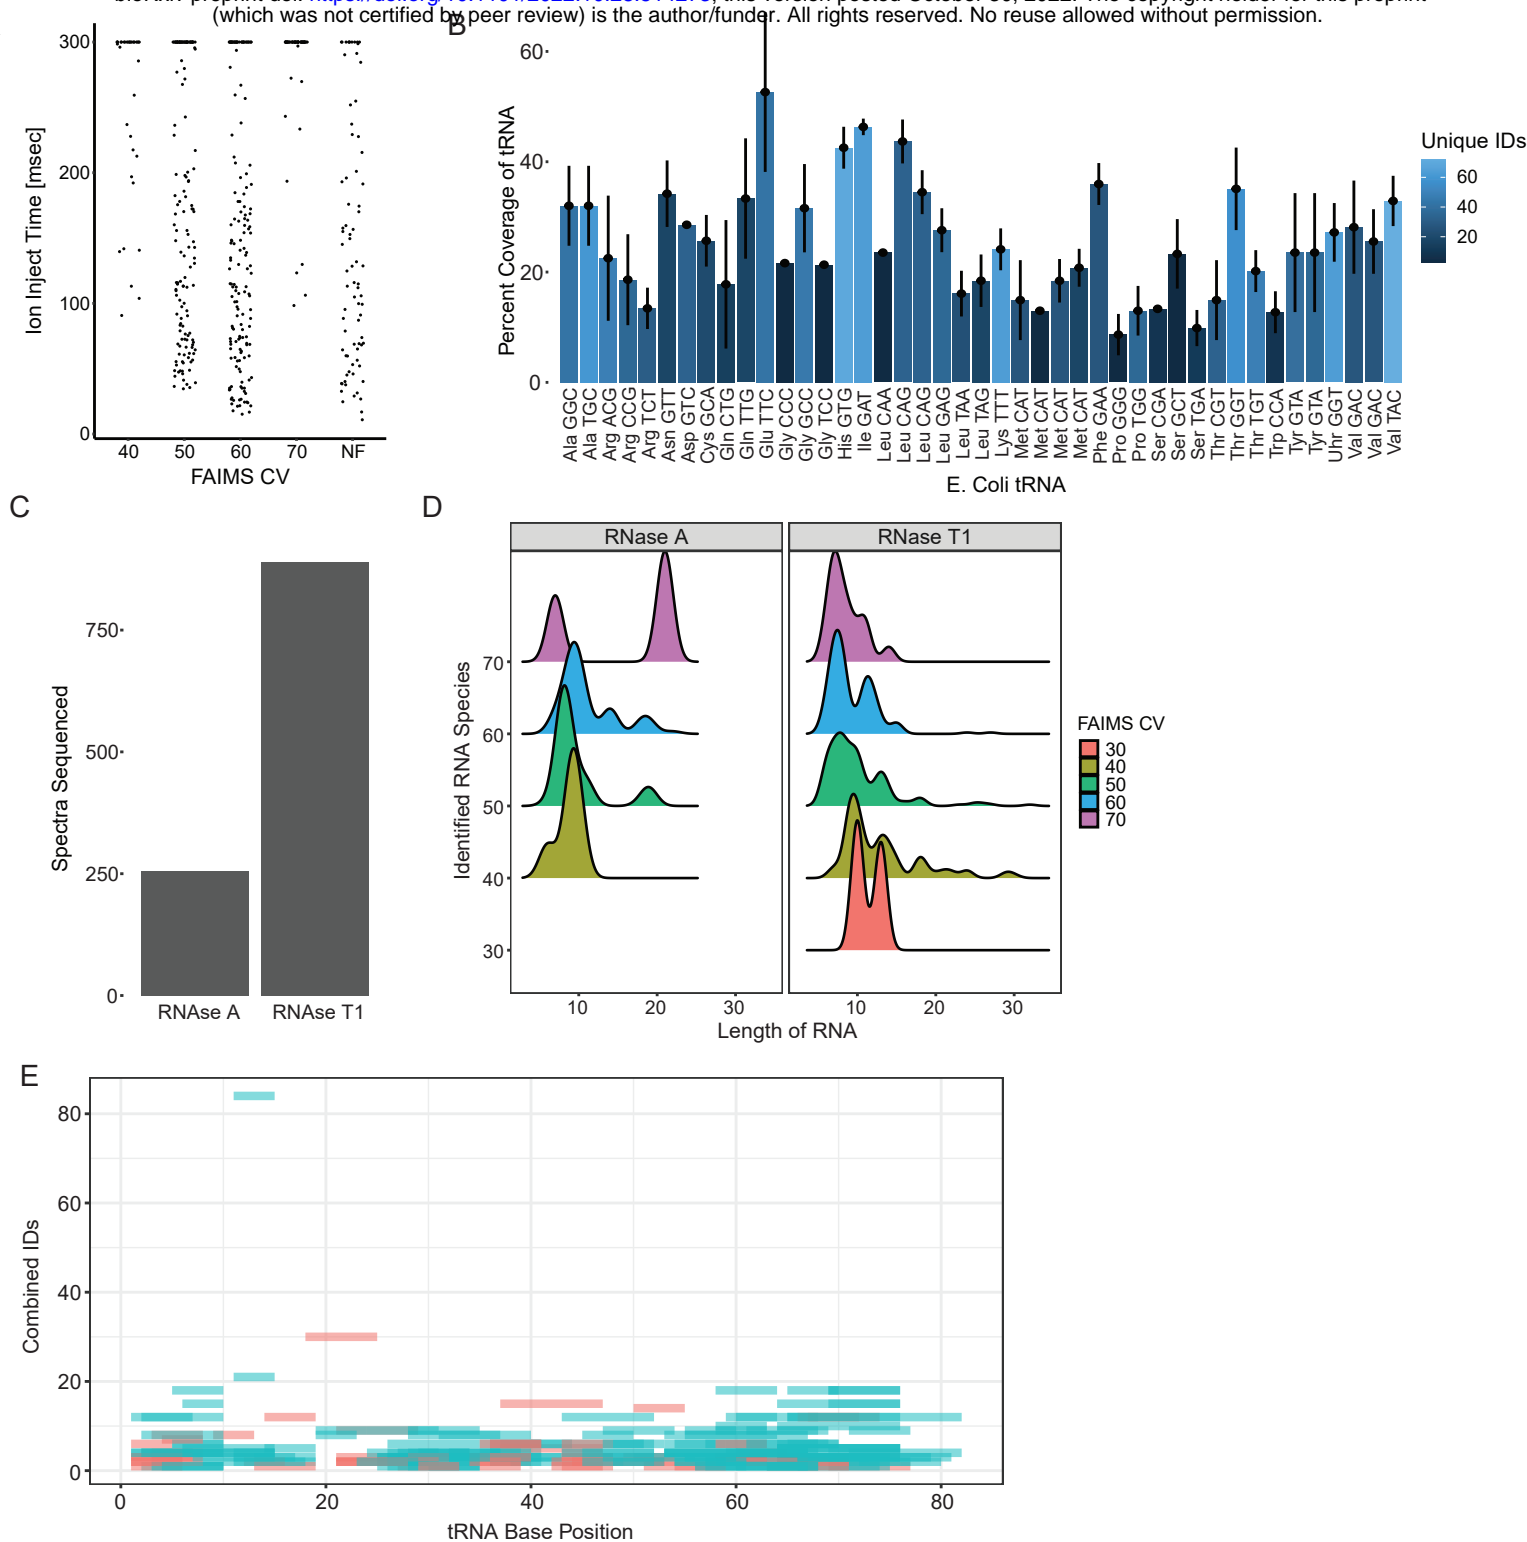 (which was not certified by peer review) is the author/funder. All rights reserved. No reuse allowed without permission.
B
300
200
100
0
Ion Inject Time [msec]
40 50 60 70 NF
FAIMS CV
60
40
20
0
Percent Coverage of tRNA
Ala GGC
Ala TGC
Arg ACG
Arg CCG
Arg TCT
Asn GTT
Asp GTC
Cys GCA
Gln CTG
Gln TTG
Glu TTC
Gly CCC
Gly GCC
Gly TCC
His GTG
Ile GAT
Leu CAA
Leu CAG
Leu CAG
Leu GAG
Leu TAA
Leu TAG
Lys TTT
Met CAT
Met CAT
Met CAT
Met CAT
Phe GAA
Pro GGG
Pro TGG
Ser CGA
Ser GCT
Ser TGA
Thr CGT
Thr GGT
Thr TGT
Trp CCA
Tyr GTA
Tyr GTA
Uhr GGT
Val GAC
Val GAC
Val TAC
E. Coli tRNA
Unique IDs
60
40
20
C
750
500
250
0
Spectra Sequenced
RNAse A RNAse T1
D
RNase A RNase T1
70
60
50
40
30
Identified RNA Species
10 20 30 10 20 30
Length of RNA
FAIMS CV
30
40
50
60
70
E
80
60
40
20
0
Combined IDs
0 20 40 60 80
tRNA Base Position